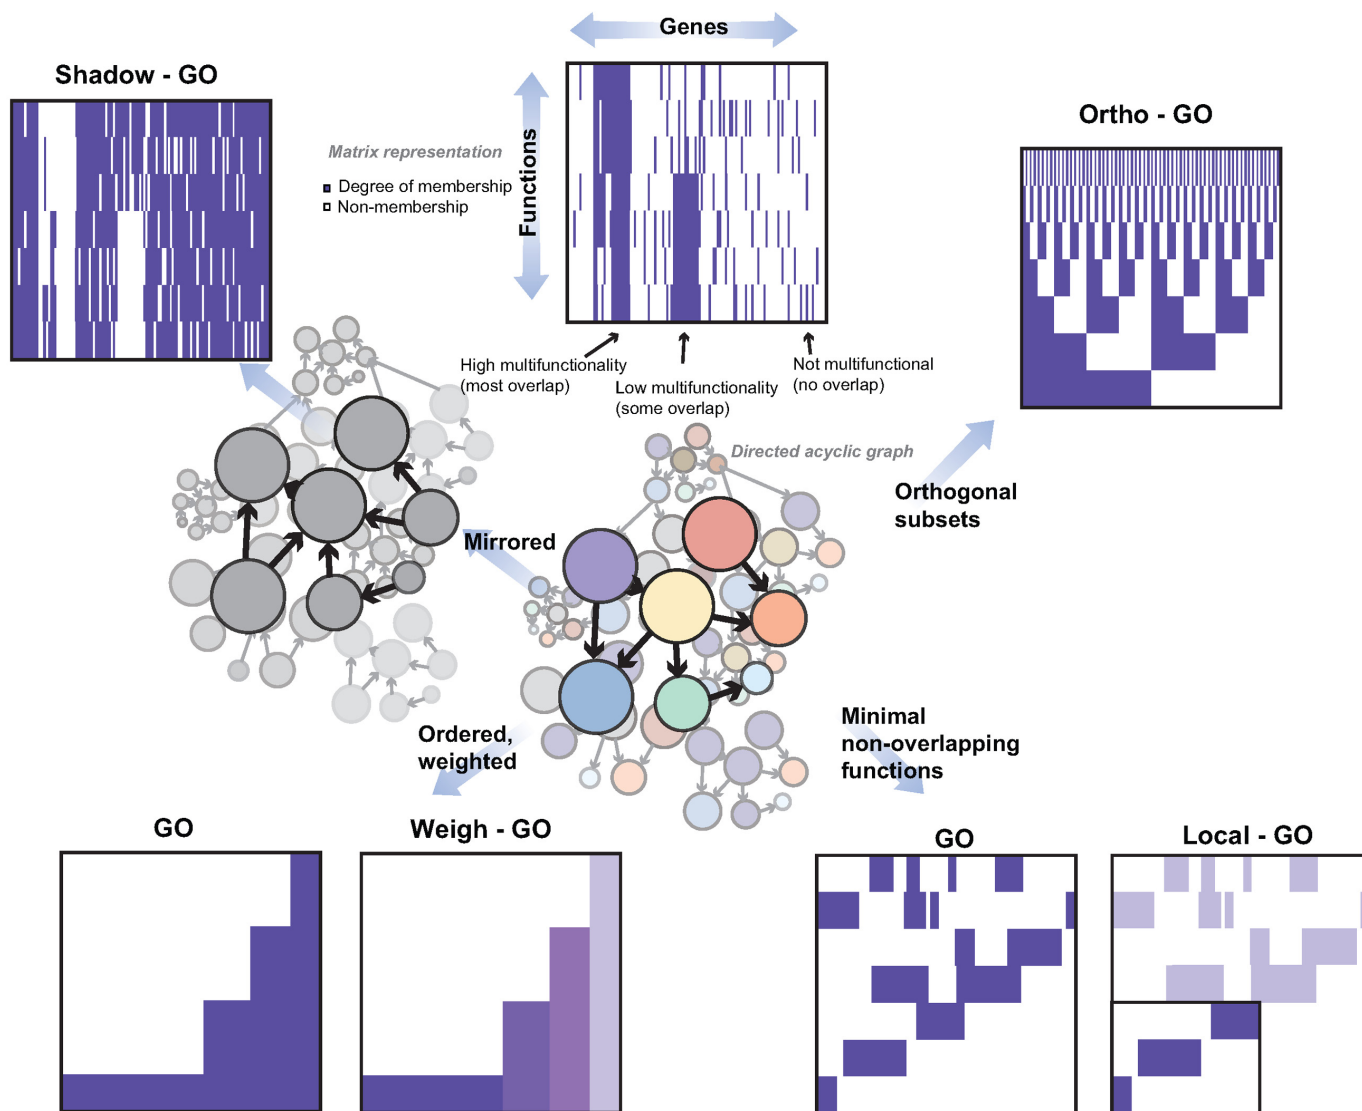 Genes
Shadow - GO
Functions
Matrix representation
Degree of membership
Non-membership
Ortho - GO
High multifunctionality
(most overlap)
Low multifunctionality
(some overlap)
Not multifunctional
(no overlap)
Directed acyclic graph
Orthogonal
subsets
Mirrored
Ordered,
weighted
Minimal
non-overlapping
functions
GO
Weigh - GO
GO
Local - GO